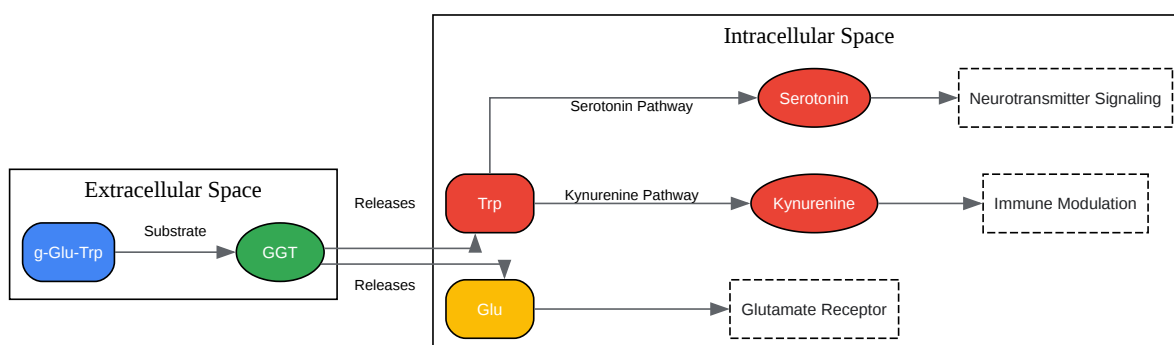 Intracellular Space
Serotonin
Neurotransmitter Signaling
Serotonin Pathway
Extracellular Space
Releases
Trp
Kynurenine Pathway
Kynurenine
Immune Modulation
g-Glu-Trp
Substrate
GGT
Releases
Glu
Glutamate Receptor